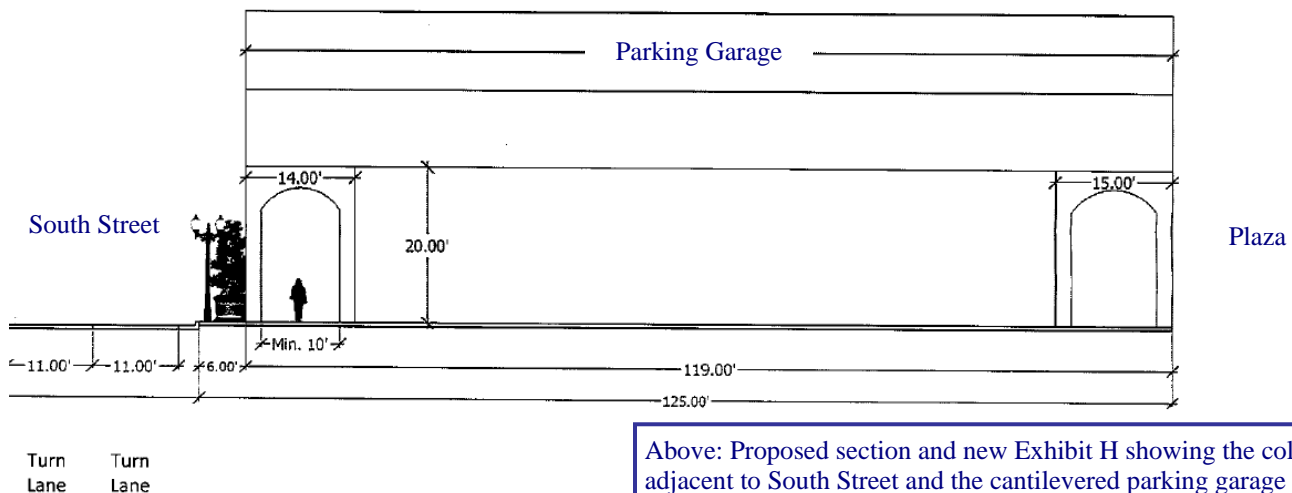 Parking Garage
14.00'
15.00'
South Street
20.00'
Plaza
Min. 10'
11.00'
11.00'
6.00'
119.00'
125.00'
Turn
Lane
Turn
Lane
Above: Proposed section and new Exhibit H showing the
adjacent to South Street and the cantilevered parking garage